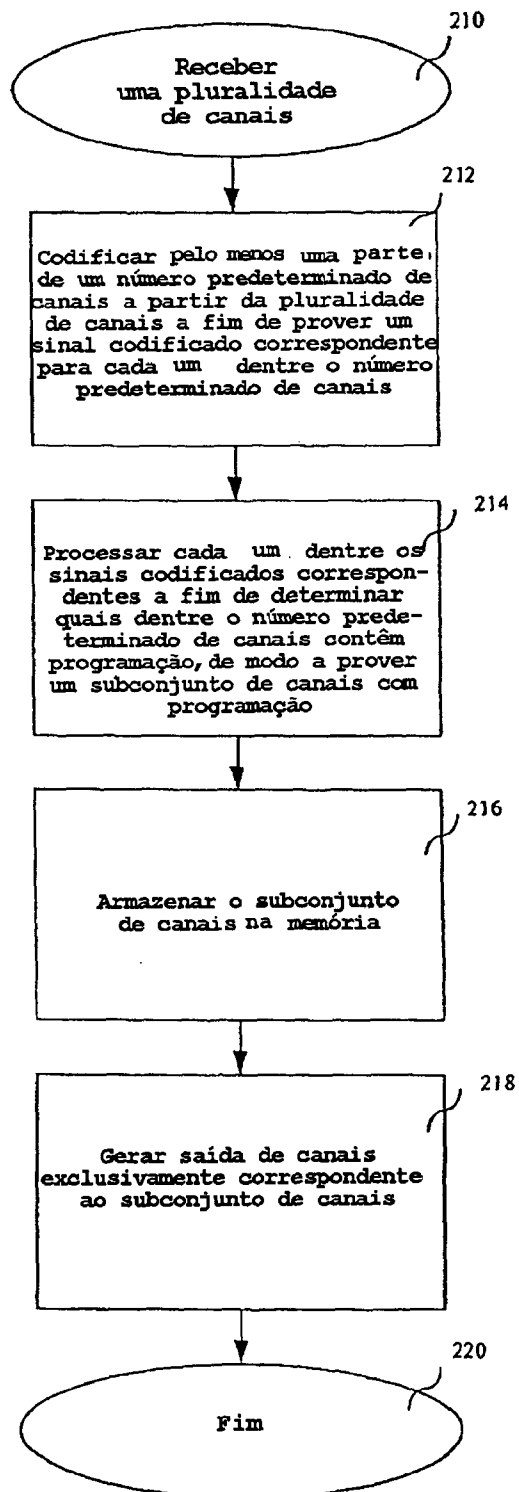 210
Receber
uma pluralidade
de canais
212
Codificar pelo menos uma parte,
de um número predeterminado de
canais a partir da pluralidade
de canais a fim de prover um
sinal codificado correspondente
para cada um dentre o número
predeterminado de canais
214
Processar cada um dentre os
sinais codificados correspon-
dentes a fim de determinar
quais dentre o número prede-
terminado de canais contêm
programação, de modo a prover
um subconjunto de canais com
programação
216
Armazenar o subconjunto
de canais na memória
218
Gerar saída de canais
exclusivamente correspondente
ao subconjunto de canais
220
Fim